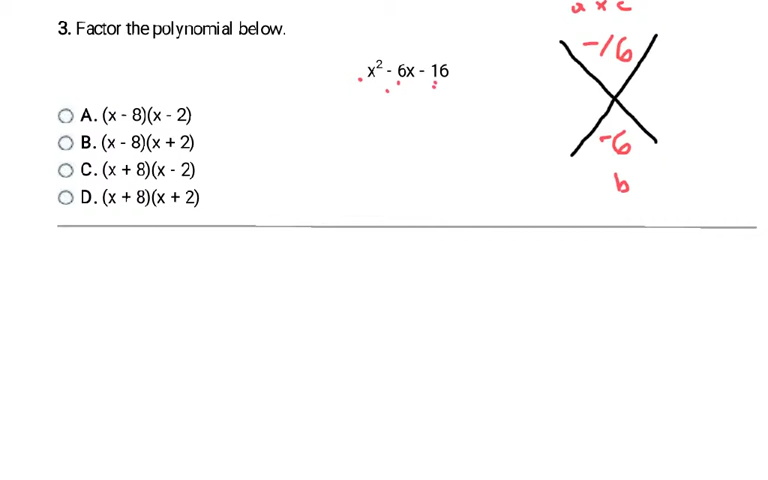 a x c
3. Factor the polynomial below.
-16
x² - 6x - 16
A. (x - 8)(x - 2)
B. (x - 8)(x + 2)
-6
C. (x + 8)(x - 2)
b
D. (x + 8)(x + 2)